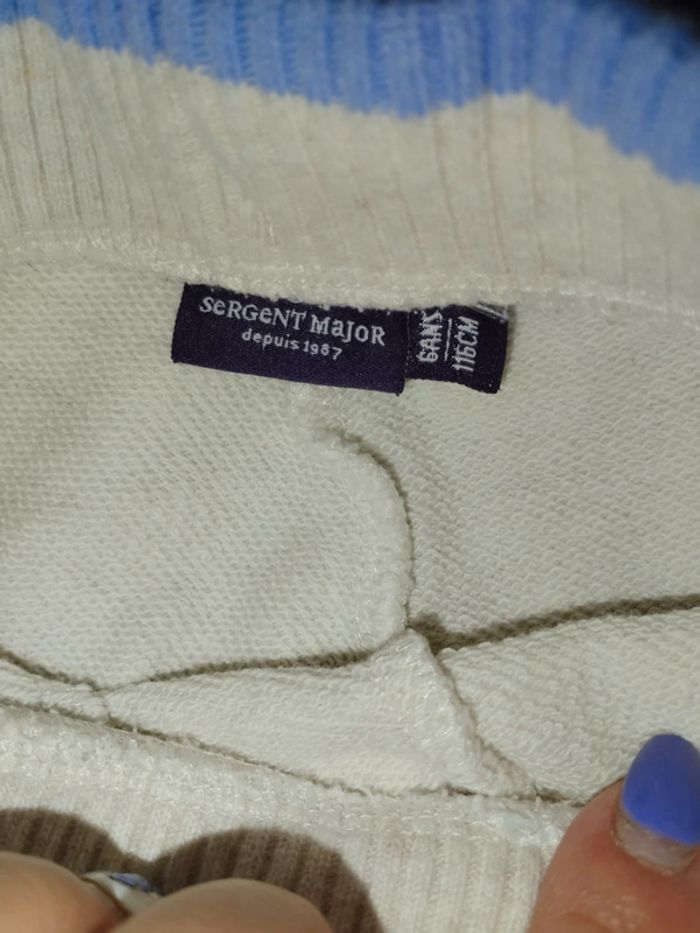 SeRGeNT MaJoR
depuis 1987
6ANS
116CM